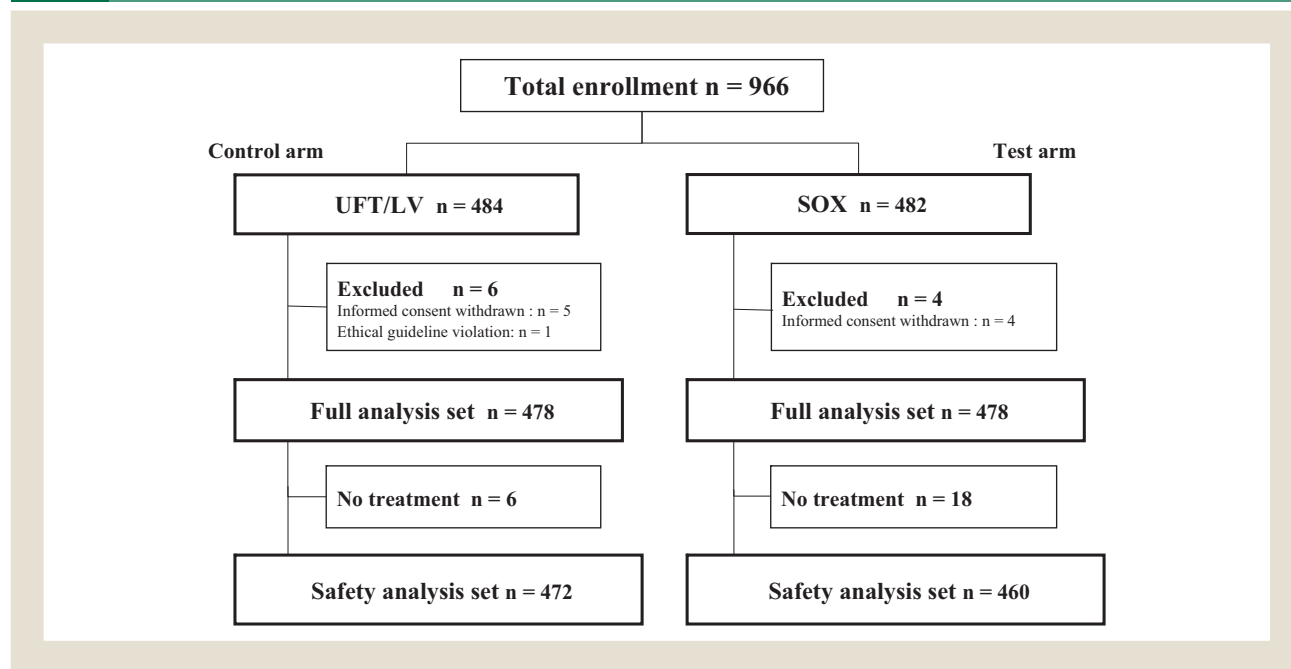 Total enrollment n = 966
Control arm
Test arm
UFT/LV n = 484
SOX n = 482
Excluded n = 6
Informed consent withdrawn : n = 5
Ethical guideline violation: n = 1
Excluded n = 4
Informed consent withdrawn : n = 4
Full analysis set n = 478
Full analysis set n = 478
No treatment n = 6
No treatment n = 18
Safety analysis set n = 472
Safety analysis set n = 460